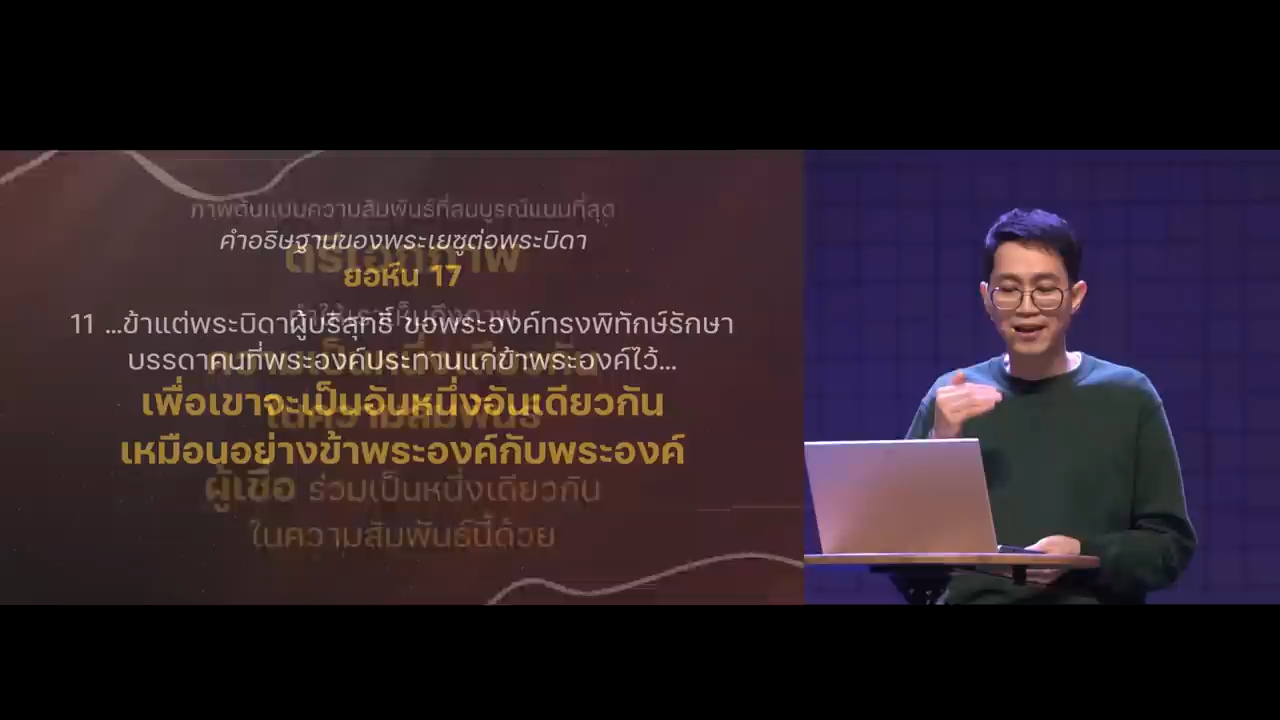 ภาพต้นแบบความสัมพันธ์ที่สมบูรณ์แบบที่สุด
คำอธิษฐานของพระเยซูต่อพระบิดา
ตรีเอกภาพ
ยอห์น 17
11 ...ข้าแต่พระบิดาผู้บริสุทธิ์ ขอพระองค์ทรงพิทักษ์รักษา
บรรดาคนที่พระองค์ประทานแก่ข้าพระองค์ไว้...
เพื่อเขาจะเป็นอันหนึ่งอันเดียวกัน
เหมือนอย่างข้าพระองค์กับพระองค์
ผู้เชื่อ ร่วมเป็นหนึ่งเดียวกัน
ในความสัมพันธ์นี้ด้วย